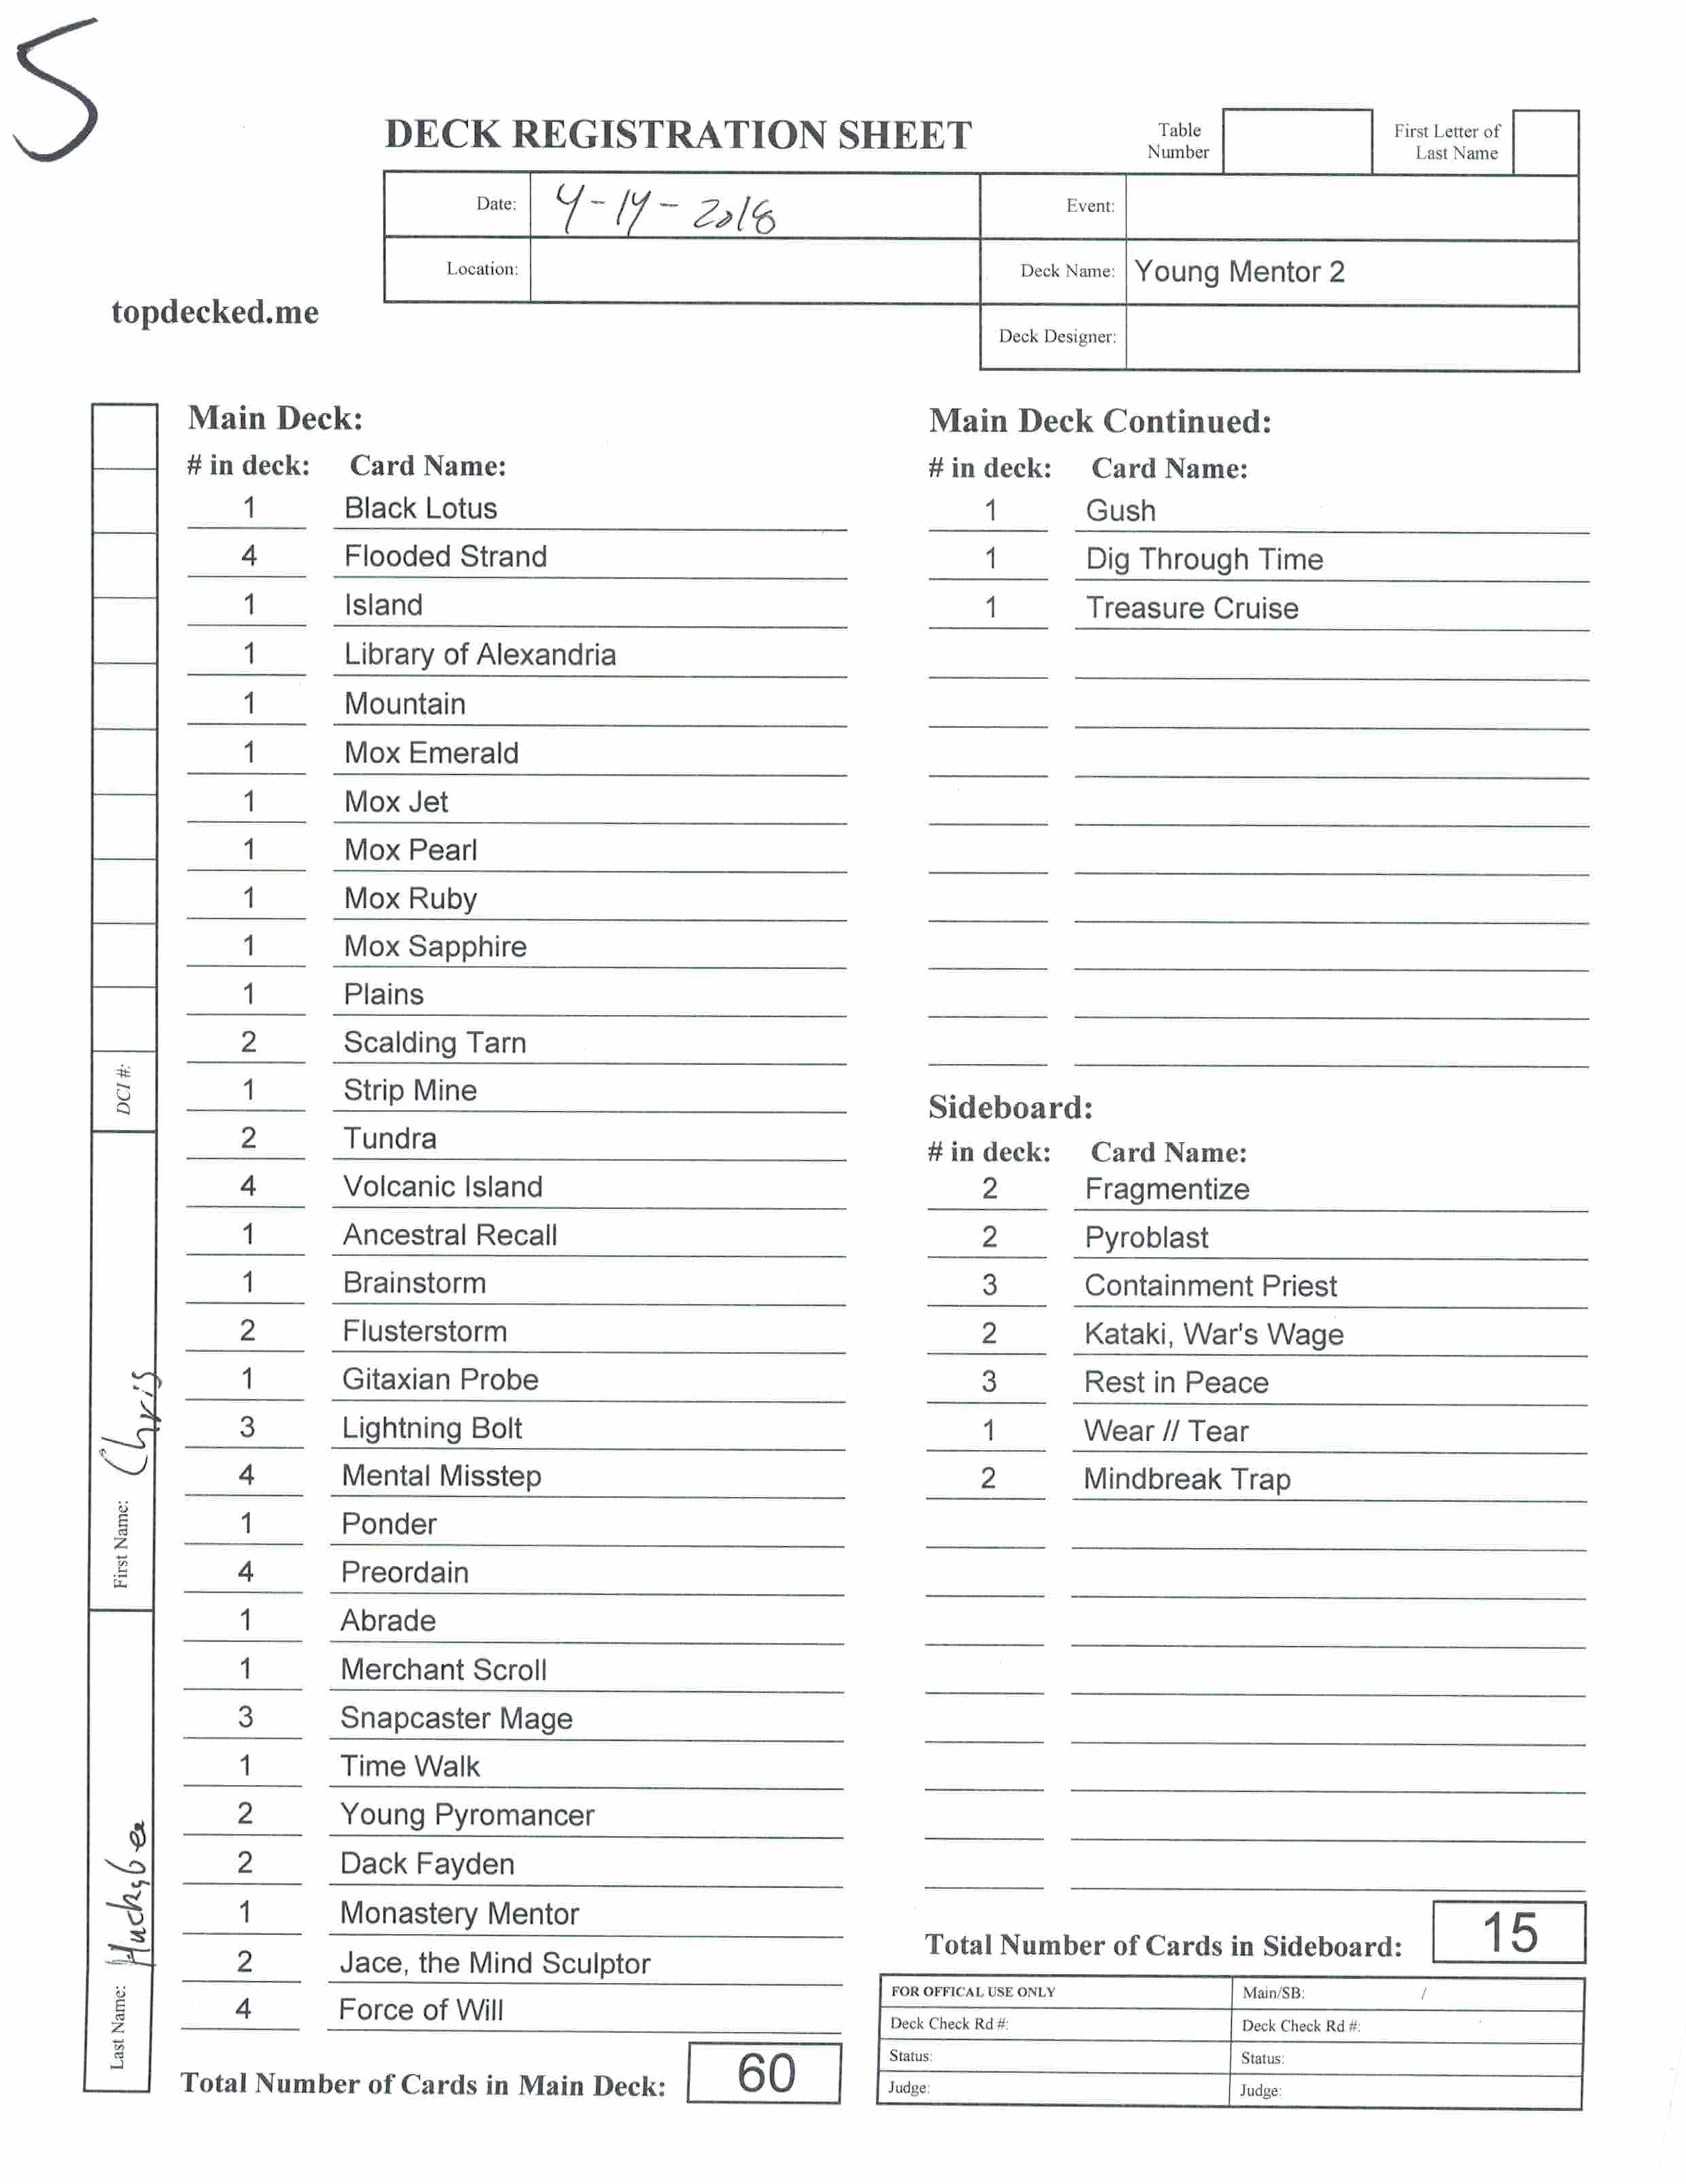 5
DECK REGISTRATION SHEET
Table Number
First Letter of Last Name
Date: 4-14-2018
Event:
Location:
Deck Name: Young Mentor 2
topdecked.me
Deck Designer:
Main Deck:
# in deck: Card Name:
1 Black Lotus
4 Flooded Strand
1 Island
1 Library of Alexandria
1 Mountain
1 Mox Emerald
1 Mox Jet
1 Mox Pearl
1 Mox Ruby
1 Mox Sapphire
1 Plains
2 Scalding Tarn
1 Strip Mine
2 Tundra
4 Volcanic Island
1 Ancestral Recall
1 Brainstorm
2 Flusterstorm
1 Gitaxian Probe
3 Lightning Bolt
4 Mental Misstep
1 Ponder
4 Preordain
1 Abrade
1 Merchant Scroll
3 Snapcaster Mage
1 Time Walk
2 Young Pyromancer
2 Dack Fayden
1 Monastery Mentor
2 Jace, the Mind Sculptor
4 Force of Will
Total Number of Cards in Main Deck: 60
Main Deck Continued:
# in deck: Card Name:
1 Gush
1 Dig Through Time
1 Treasure Cruise
Sideboard:
# in deck: Card Name:
2 Fragmentize
2 Pyroblast
3 Containment Priest
2 Kataki, War's Wage
3 Rest in Peace
1 Wear // Tear
2 Mindbreak Trap
Total Number of Cards in Sideboard: 15
FOR OFFICAL USE ONLY
Main/SB: /
Deck Check Rd #:
Deck Check Rd #:
Status:
Status:
Judge:
Judge:
DCI #:
First Name: Chris
Last Name: